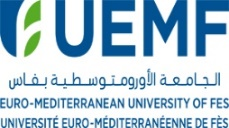 UEMF
الجامعة الأورومتوسطية بفاس
EURO-MEDITERRANEAN UNIVERSITY OF FES
UNIVERSITÉ EURO-MÉDITERRANÉENNE DE FÈS